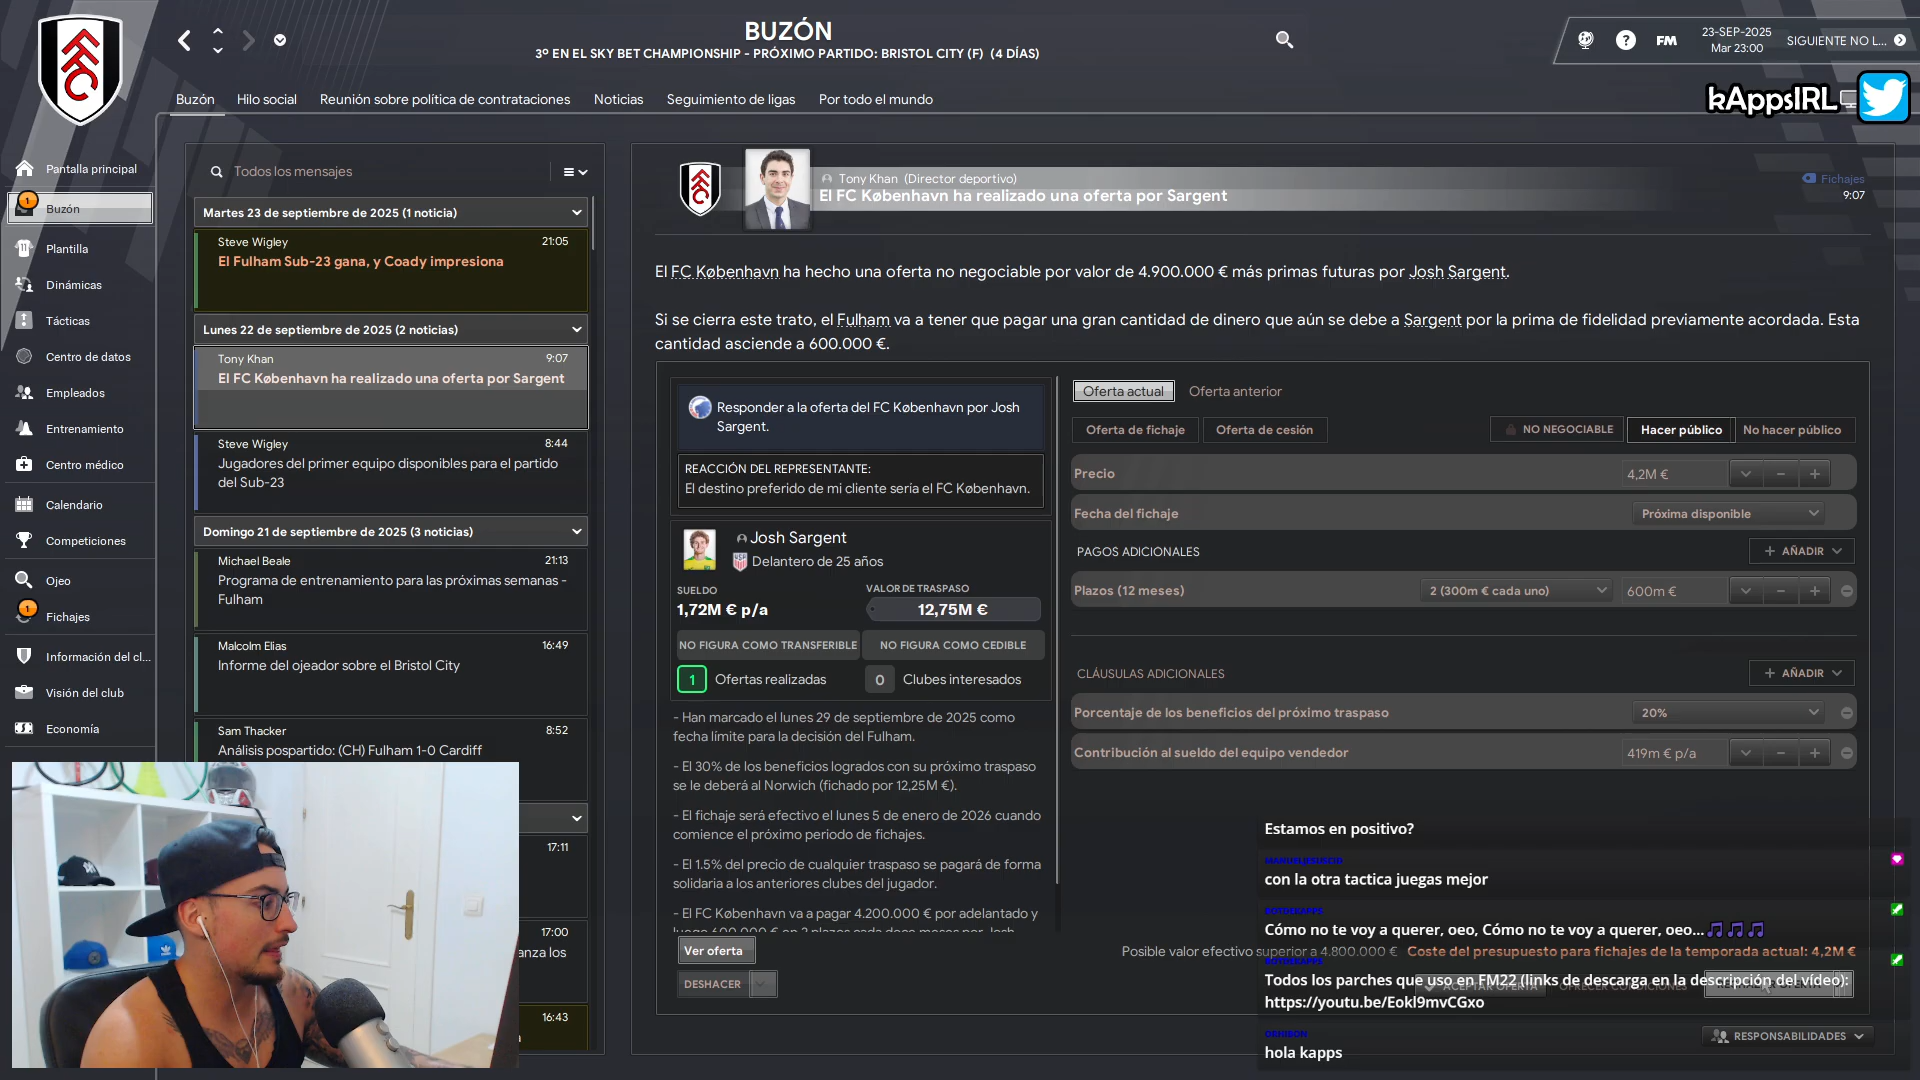 BUZÓN
3º EN EL SKY BET CHAMPIONSHIP - PRÓXIMO PARTIDO: BRISTOL CITY (F) (4 DÍAS)
FM
23-SEP-2025
Mar 23:00
SIGUIENTE NO L...
kAppsIRL
Buzón
Hilo social
Reunión sobre política de contrataciones
Noticias
Seguimiento de ligas
Por todo el mundo
Pantalla principal
1
Buzón
Plantilla
Dinámicas
Tácticas
Centro de datos
Empleados
Entrenamiento
Centro médico
Calendario
Competiciones
Ojeo
1
Fichajes
Información del cl...
Visión del club
Economía
Todos los mensajes
Martes 23 de septiembre de 2025 (1 noticia)
Steve Wigley 21:05
El Fulham Sub-23 gana, y Coady impresiona
Lunes 22 de septiembre de 2025 (2 noticias)
Tony Khan 9:07
El FC København ha realizado una oferta por Sargent
Steve Wigley 8:44
Jugadores del primer equipo disponibles para el partido
del Sub-23
Domingo 21 de septiembre de 2025 (3 noticias)
Michael Beale 21:13
Programa de entrenamiento para las próximas semanas -
Fulham
Malcolm Elias 16:49
Informe del ojeador sobre el Bristol City
Sam Thacker 8:52
Análisis pospartido: (CH) Fulham 1-0 Cardiff
17:11
17:00
anza los
16:43
Tony Khan (Director deportivo)
El FC København ha realizado una oferta por Sargent
Fichajes
9:07
El FC København ha hecho una oferta no negociable por valor de 4.900.000 € más primas futuras por Josh Sargent.
Si se cierra este trato, el Fulham va a tener que pagar una gran cantidad de dinero que aún se debe a Sargent por la prima de fidelidad previamente acordada. Esta
cantidad asciende a 600.000 €.
Responder a la oferta del FC København por Josh
Sargent.
REACCIÓN DEL REPRESENTANTE:
El destino preferido de mi cliente sería el FC København.
Josh Sargent
Delantero de 25 años
SUELDO
1,72M € p/a
VALOR DE TRASPASO
12,75M €
NO FIGURA COMO TRANSFERIBLE
NO FIGURA COMO CEDIBLE
1 Ofertas realizadas
0 Clubes interesados
- Han marcado el lunes 29 de septiembre de 2025 como
fecha límite para la decisión del Fulham.
- El 30% de los beneficios logrados con su próximo traspaso
se le deberá al Norwich (fichado por 12,25M €).
- El fichaje será efectivo el lunes 5 de enero de 2026 cuando
comience el próximo periodo de fichajes.
- El 1.5% del precio de cualquier traspaso se pagará de forma
solidaria a los anteriores clubes del jugador.
- El FC København va a pagar 4.200.000 € por adelantado y
Ver oferta
DESHACER
Oferta actual
Oferta anterior
Oferta de fichaje
Oferta de cesión
NO NEGOCIABLE
Hacer público
No hacer público
Precio
4,2M €
Fecha del fichaje
Próxima disponible
PAGOS ADICIONALES
AÑADIR
Plazos (12 meses)
2 (300m € cada uno)
600m €
CLÁUSULAS ADICIONALES
AÑADIR
Porcentaje de los beneficios del próximo traspaso
20%
Contribución al sueldo del equipo vendedor
419m € p/a
Estamos en positivo?
con la otra tactica juegas mejor
Cómo no te voy a querer, oeo, Cómo no te voy a querer, oeo...
Posible valor efectivo superior a 4.800.000 €
Coste del presupuesto para fichajes de la temporada actual: 4,2M €
Todos los parches que uso en FM22 (links de descarga en la descripción del vídeo):
https://youtu.be/Eokl9mvCGxo
ACEPTAR OFERTA
RESPONSABILIDADES
hola kapps